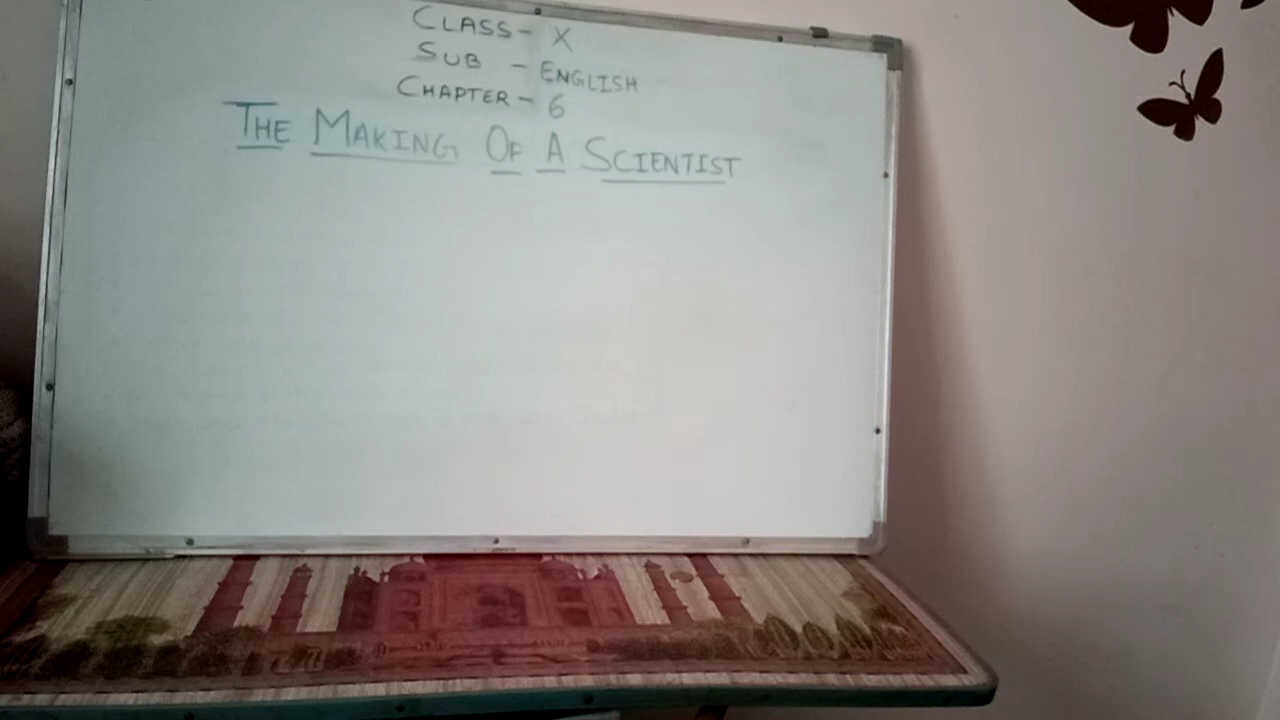 CLASS- X
SUB - ENGLISH
CHAPTER - 6
THE MAKING OF A SCIENTIST